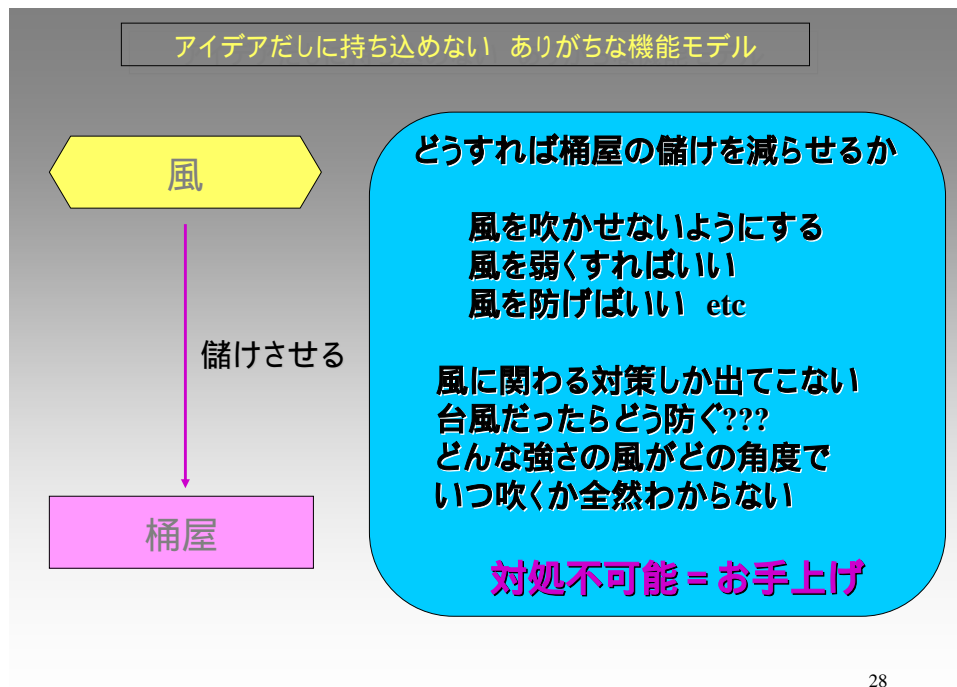 アイデアだしに持ち込めない ありがちな機能モデル
風
儲けさせる
桶屋
どうすれば桶屋の儲けを減らせるか
風を吹かせないようにする
風を弱くすればいい
風を防げばいい etc
風に関わる対策しか出てこない
台風だったらどう防ぐ???
どんな強さの風がどの角度で
いつ吹くか全然わからない
対処不可能＝お手上げ
28